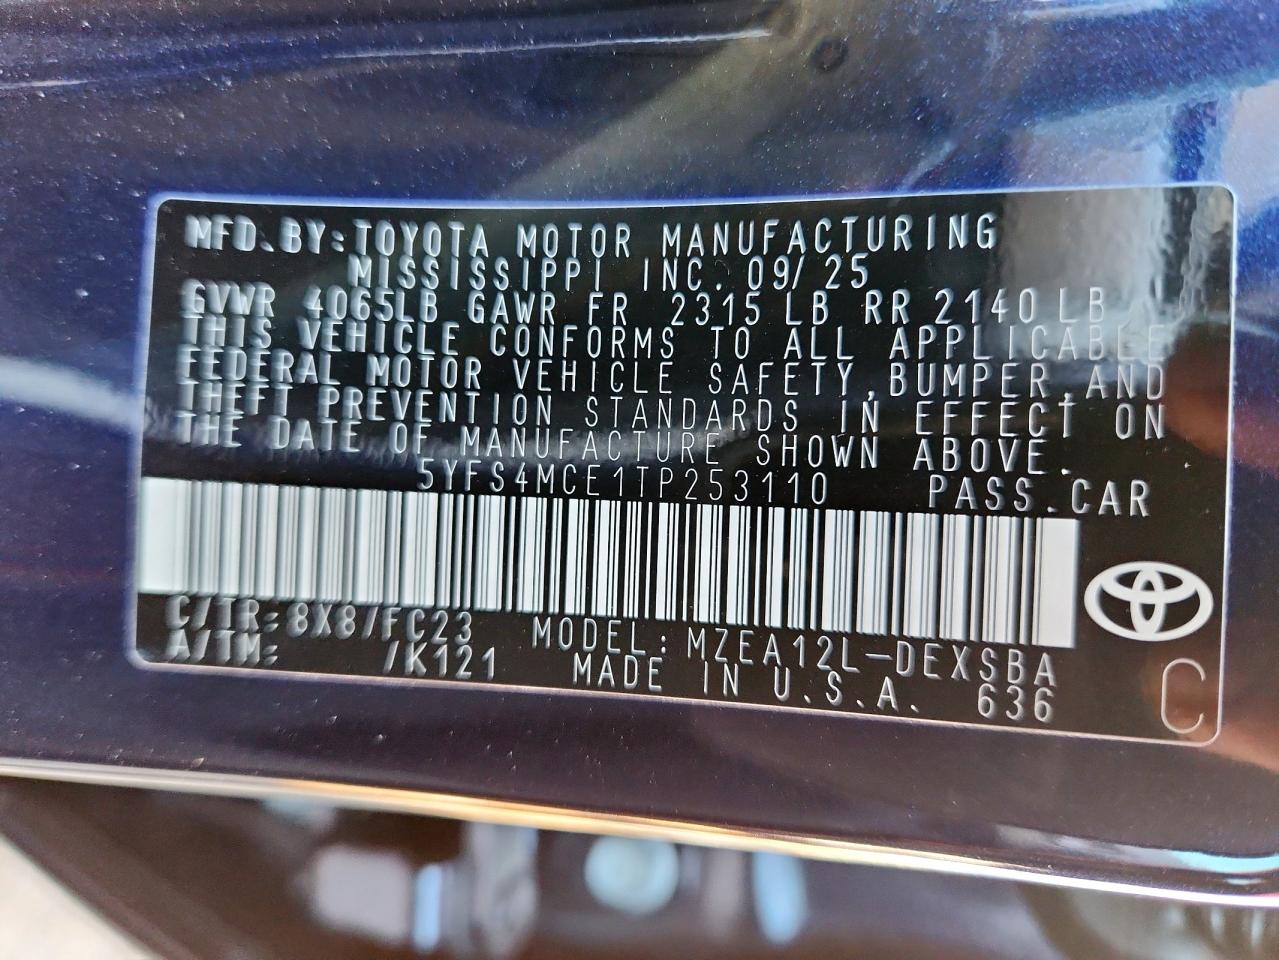 MFD.BY:TOYOTA MOTOR MANUFACTURING
MISSISSIPPI INC. 09/25
GVWR 4065LB GAWR FR 2315 LB RR 2140 LB
THIS VEHICLE CONFORMS TO ALL APPLICABLE
FEDERAL MOTOR VEHICLE SAFETY,BUMPER,AND
THEFT PREVENTION STANDARDS IN EFFECT ON
THE DATE OF MANUFACTURE SHOWN ABOVE.
5YFS4MCE1TP253110 PASS.CAR
C/TR:8X8/FC23 MODEL:MZEA12L-DEXSBA
A/TM: /K121 MADE IN U.S.A. 636
C